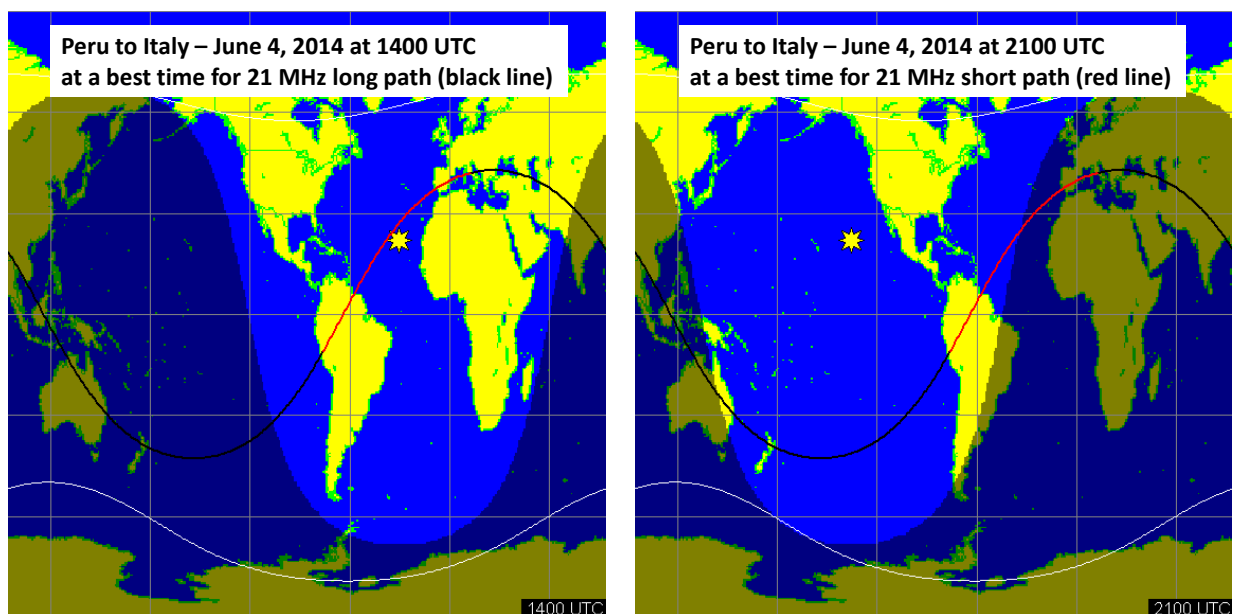 Peru to Italy – June 4, 2014 at 1400 UTC
at a best time for 21 MHz long path (black line)
1400 UTC
Peru to Italy – June 4, 2014 at 2100 UTC
at a best time for 21 MHz short path (red line)
2100 UTC